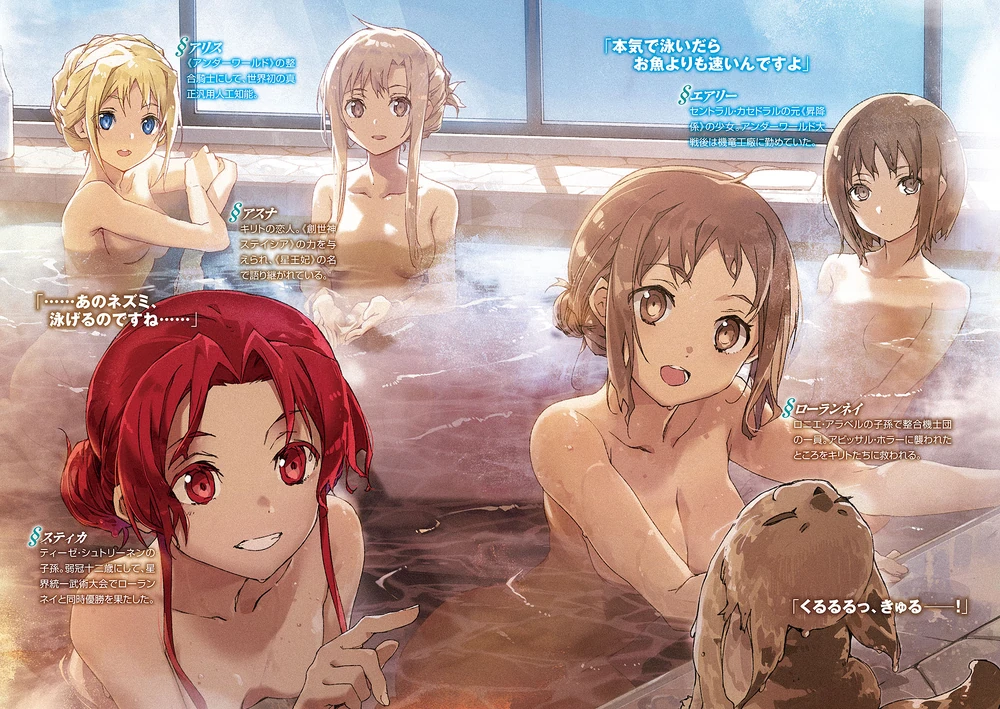 §アリス
《アンダーワールド》の整
合騎士にして、世界初の真
正汎用人工知能。
§アスナ
キリトの恋人。《創世神
ステイシア》の力を与
えられ、《星王妃》の名
で語り継がれている。
「本気で泳いだら
お魚よりも速いんですよ」
§エアリー
セントラル・カセドラルの元《昇降
係》の少女。アンダーワールド大
戦後は機竜工廠に勤めていた。
「……あのネズミ、
泳げるのですね……」
§ローランネイ
ロニエ・アラベルの子孫で整合機士団
の一員。アビッサル・ホラーに襲われた
ところをキリトたちに救われる。
§スティカ
ティーゼ・シュトリーネンの
子孫。弱冠十二歳にして、星
界統一武術大会でローラン
ネイと同時優勝を果たした。
「くるるるっ、きゅる――！」